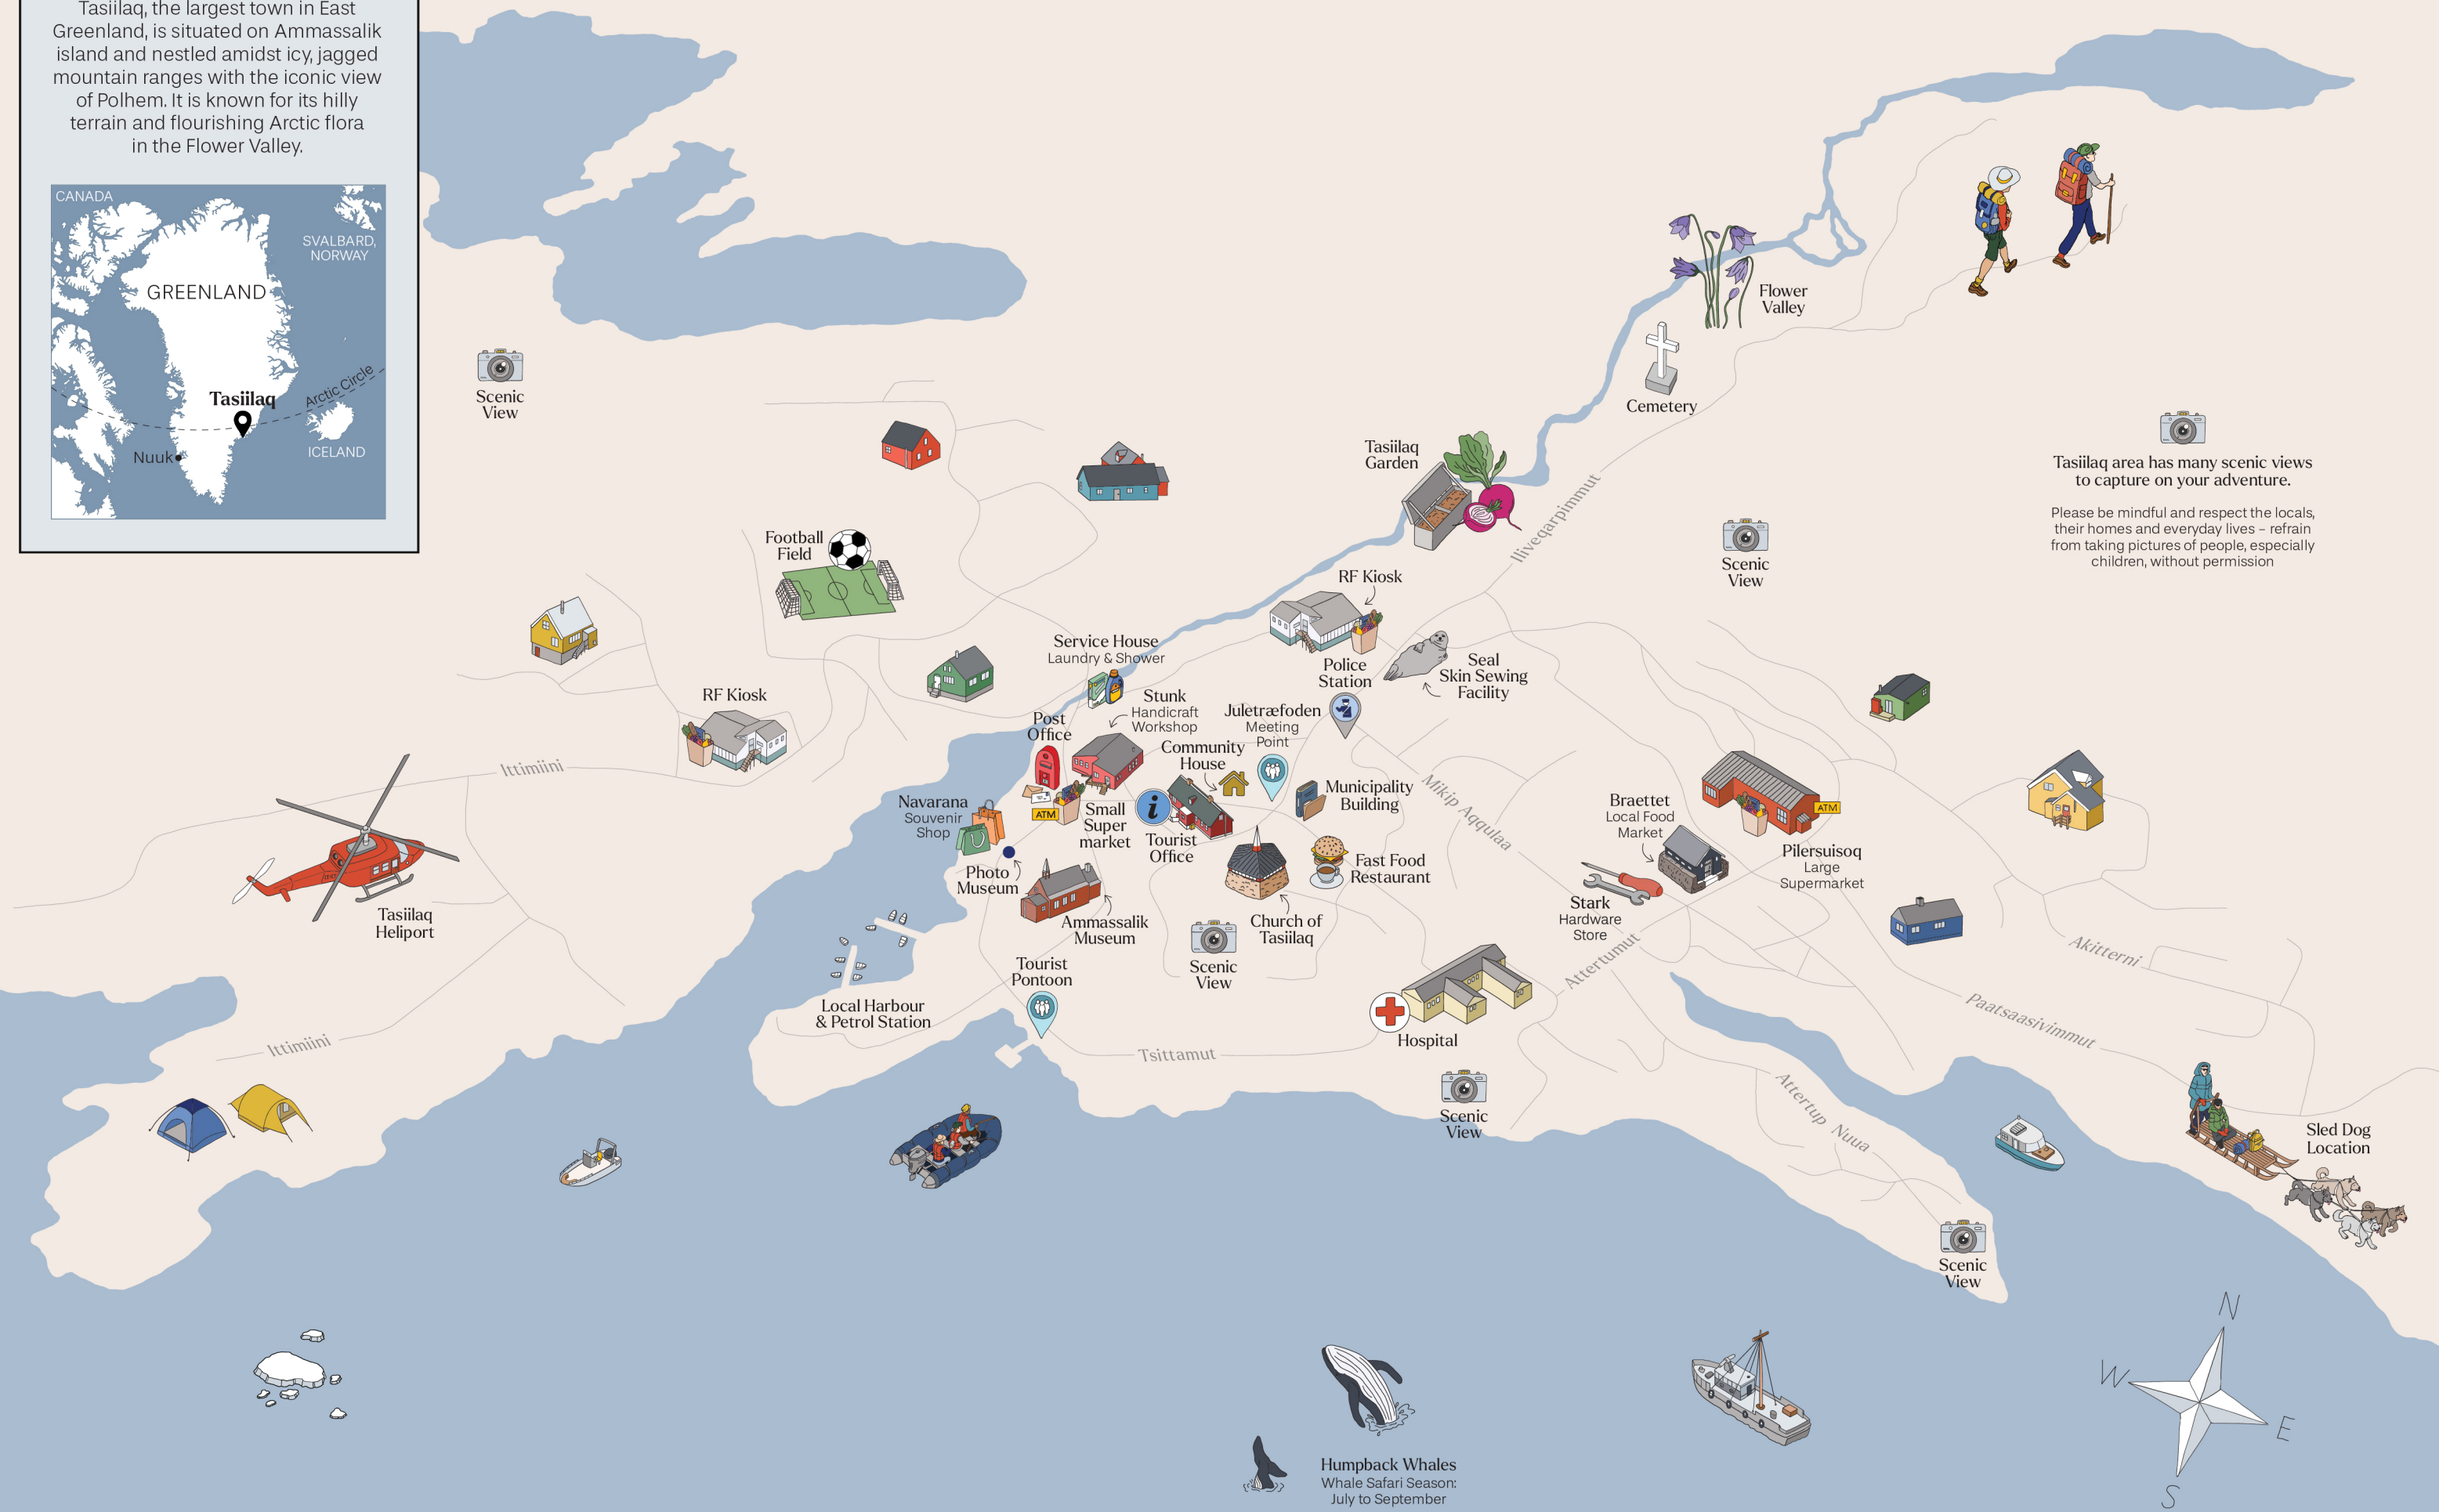 Tasiilaq, the largest town in East
Greenland, is situated on Ammassalik
island and nestled amidst icy, jagged
mountain ranges with the iconic view
of Polhem. It is known for its hilly
terrain and flourishing Arctic flora
in the Flower Valley.
CANADA
SVALBARD,
NORWAY
GREENLAND
Arctic Circle
Tasiilaq
Nuuk
ICELAND
Scenic
View
Flower
Valley
Cemetery
Tasiilaq
Garden
Iliveqarpimmut
Tasiilaq area has many scenic views
to capture on your adventure.
Please be mindful and respect the locals,
their homes and everyday lives – refrain
from taking pictures of people, especially
children, without permission
Scenic
View
Football
Field
RF Kiosk
Service House
Laundry & Shower
Police
Station
Seal
Skin Sewing
Facility
RF Kiosk
Stunk
Handicraft
Workshop
Post
Office
Juletræfoden
Meeting
Point
Community
House
Ittimiini
Navarana
Souvenir
Shop
ATM
Small
Super
market
i
Tourist
Office
Municipality
Building
Mikip Aqqulaa
Braettet
Local Food
Market
ATM
Pilersuisoq
Large
Supermarket
Fast Food
Restaurant
Photo
Museum
Ammassalik
Museum
Church of
Tasiilaq
Stark
Hardware
Store
Tasiilaq
Heliport
Scenic
View
Attertumut
Akitterni
Tourist
Pontoon
Local Harbour
& Petrol Station
Hospital
Paatsaasivimmut
Ittimiini
Tsittamut
Scenic
View
Attertup Nuua
Sled Dog
Location
Scenic
View
N
W
E
S
Humpback Whales
Whale Safari Season:
July to September